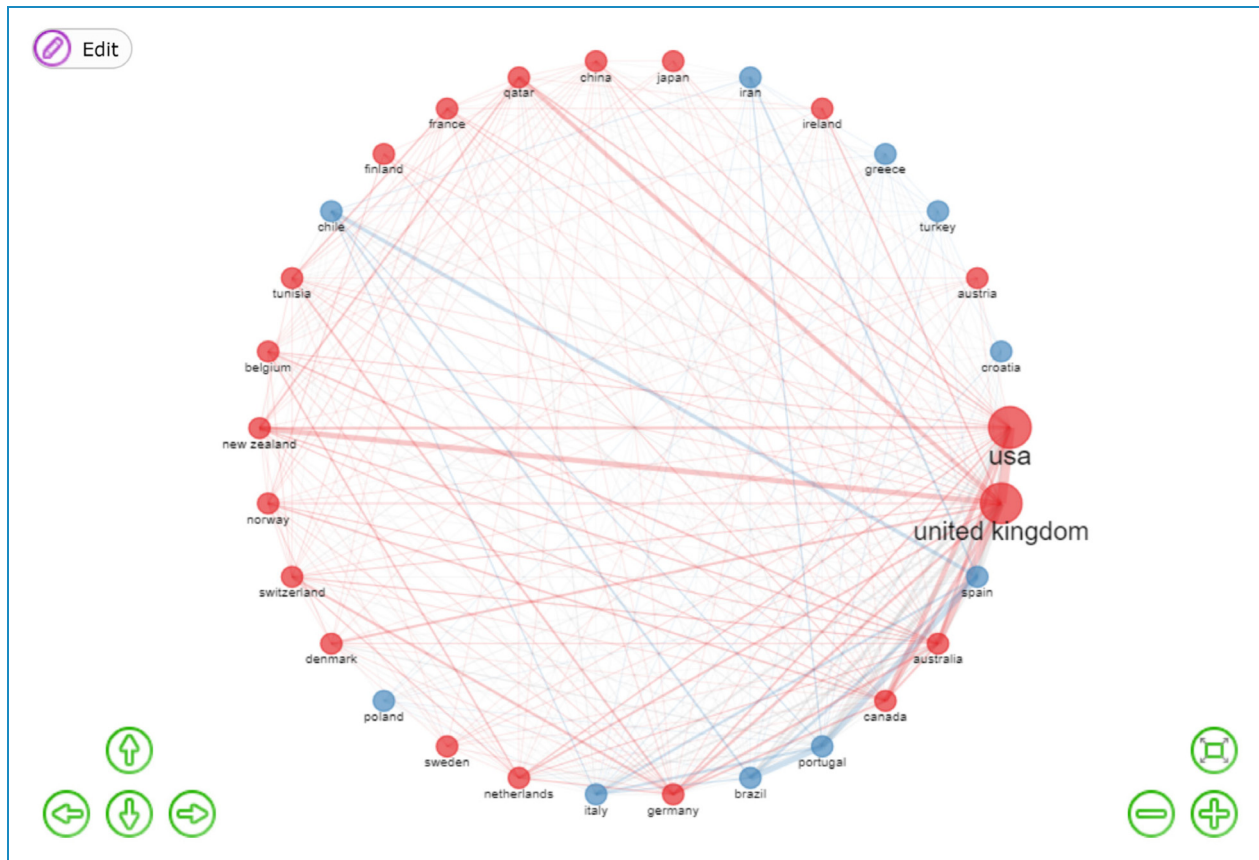 Edit
china
japan
qatar
iran
france
ireland
finland
greece
chile
turkey
tunisia
austria
belgium
croatia
new zealand
usa
norway
united kingdom
switzerland
spain
denmark
australia
poland
canada
sweden
portugal
netherlands
brazil
italy
germany